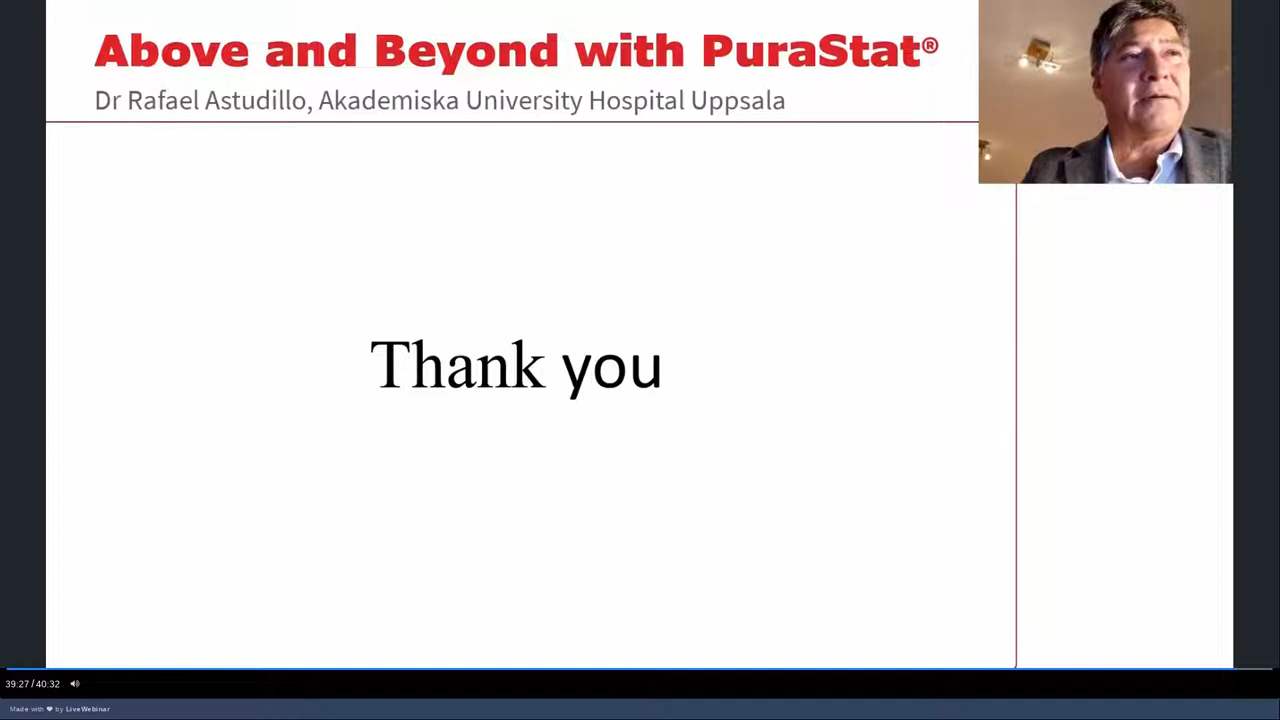 Above and Beyond with PuraStat®
Dr Rafael Astudillo, Akademiska University Hospital Uppsala
Thank you
39:27 / 40:32
Made with ❤ by LiveWebinar